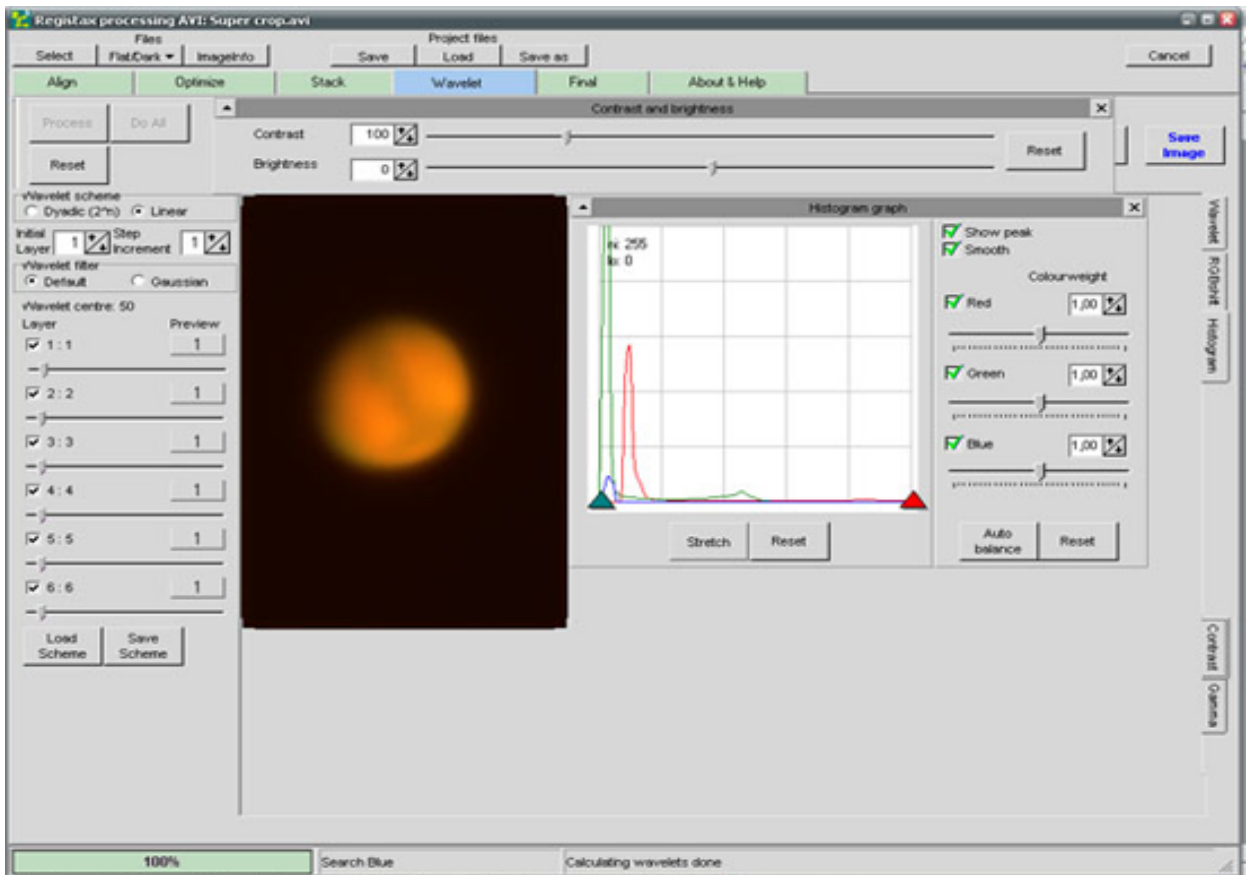 Registax processing AVI: Super crop.avi
Files
Project files
Select Flat/Dark ImageInfo Save Load Save as Cancel
Align Optimize Stack Wavelet Final About & Help
Process Do All
Reset
Contrast and brightness
Contrast 100
Brightness 0
Reset
Save Image
Wavelet scheme
Dyadic (2^n) Linear
Initial Layer 1 Step Increment 1
Wavelet filter
Default Gaussian
Wavelet centre: 50
Layer Preview
1 : 1 1
2 : 2 1
3 : 3 1
4 : 4 1
5 : 5 1
6 : 6 1
Load Scheme Save Scheme
Histogram graph
hi: 255
lo: 0
Show peak
Smooth
Colourweight
Red 1,00
Green 1,00
Blue 1,00
Stretch Reset
Auto balance Reset
Wavelet
RGBshift
Histogram
Contrast
Gamma
100% Search Blue Calculating wavelets done